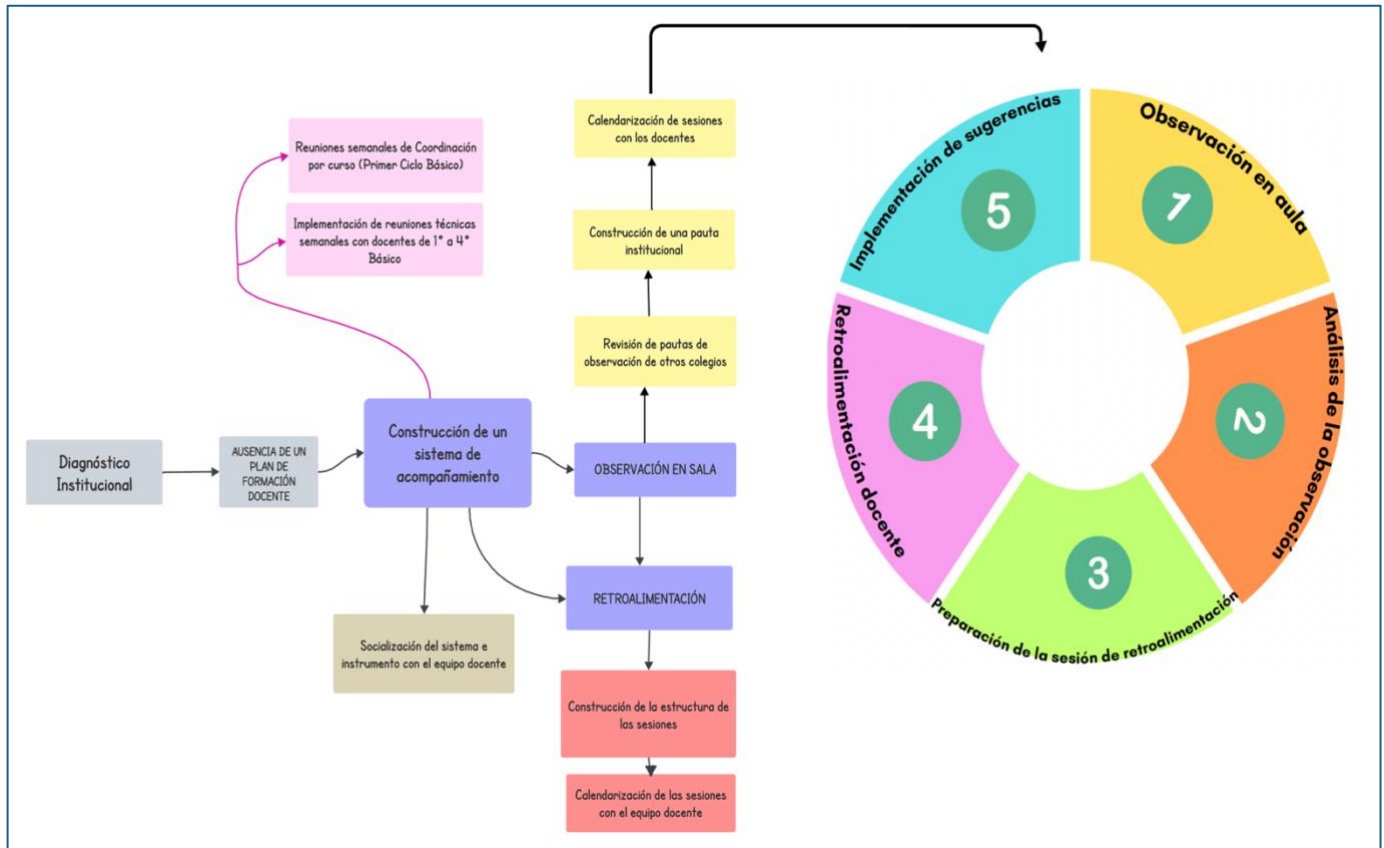 Calendarización de sesiones
con los docentes
Reuniones semanales de Coordinación
por curso (Primer Ciclo Básico)
Implementación de reuniones técnicas
semanales con docentes de 1° a 4°
Básico
Construcción de una pauta
institucional
Revisión de pautas de
observación de otros colegios
Diagnóstico
Institucional
AUSENCIA DE UN
PLAN DE
FORMACIÓN
DOCENTE
Construcción de un
sistema de
acompañamiento
OBSERVACIÓN EN SALA
RETROALIMENTACIÓN
Socialización del sistema e
instrumento con el equipo docente
Construcción de la estructura de
las sesiones
Calendarización de las sesiones
con el equipo docente
Observación en aula
1
Análisis de la observación
2
Preparación de la sesión de retroalimentación
3
Retroalimentación docente
4
Implementación de sugerencias
5